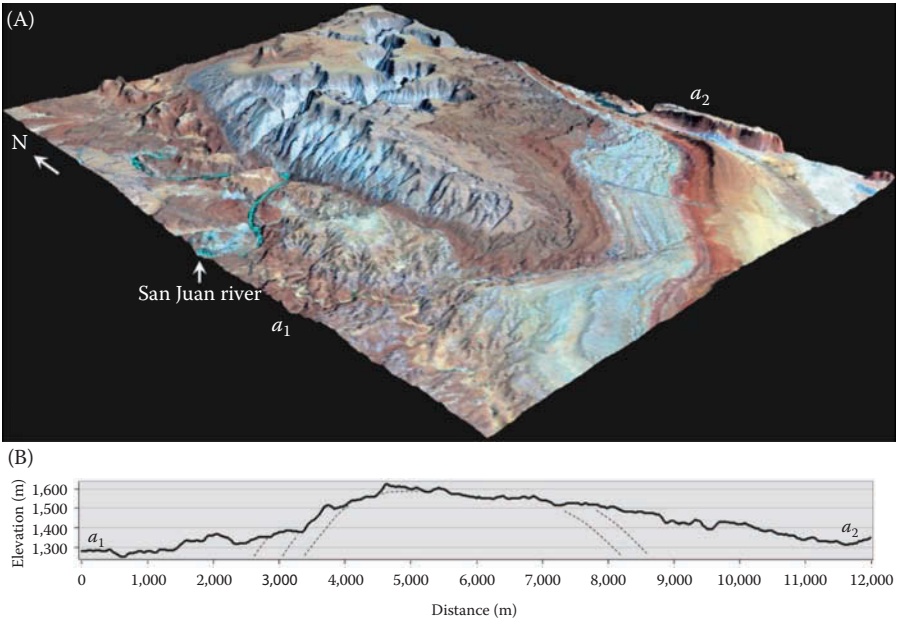 (A)
a2
N
San Juan river
a1
(B)
Elevation (m)
1,600
1,500
1,400
1,300
a1
a2
0 1,000 2,000 3,000 4,000 5,000 6,000 7,000 8,000 9,000 10,000 11,000 12,000
Distance (m)